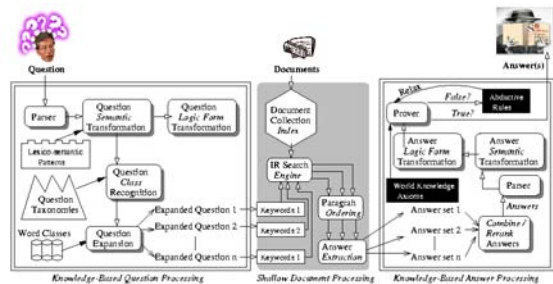 Question
Documents
Answer(s)
Parser
Question
Semantic
Transformation
Question
Logic Form
Transformation
Lexico-semantic
Patterns
Question
Class
Recognition
Question
Taxonomies
Word Classes
Question
Expansion
Expanded Question 1
Expanded Question 2
Expanded Question n
Knowledge-Based Question Processing
Document
Collection
Index
IR Search
Engine
Keywords 1
Keywords 2
Keywords 1
Paragrah
Ordering
Answer
Extraction
Shallow Document Processing
Relax
False?
True?
Prover
Abductive
Rules
Answer
Logic Form
Transformation
Answer
Semantic
Transformation
World Knowledge
Axioms
Parser
Answers
Answer set 1
Answer set 2
Answer set n
Combine /
Rerank
Answers
Knowledge-Based Answer Processing